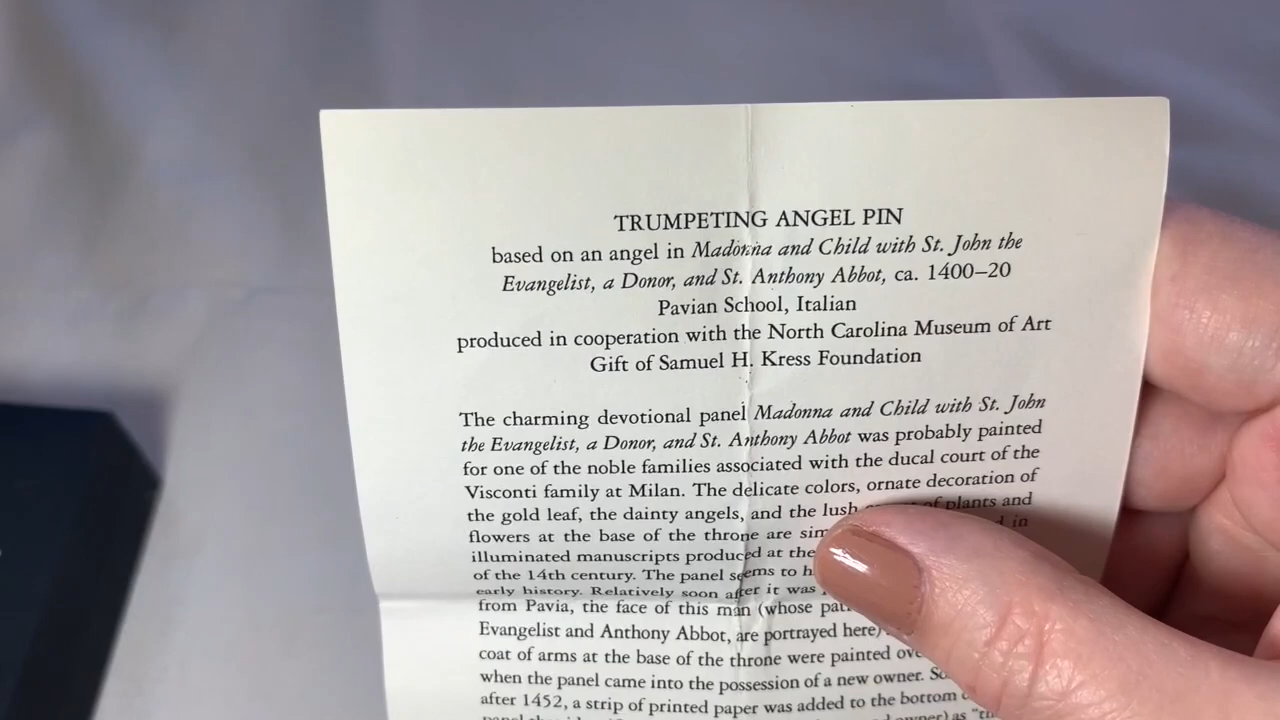 TRUMPETING ANGEL PIN
based on an angel in Madonna and Child with St. John the
Evangelist, a Donor, and St. Anthony Abbot, ca. 1400–20
Pavian School, Italian
produced in cooperation with the North Carolina Museum of Art
Gift of Samuel H. Kress Foundation
The charming devotional panel Madonna and Child with St. John
the Evangelist, a Donor, and St. Anthony Abbot was probably painted
for one of the noble families associated with the ducal court of the
Visconti family at Milan. The delicate colors, ornate decoration of
the gold leaf, the dainty angels, and the lush of plants and
flowers at the base of the throne are in
illuminated manuscripts produced at the
of the 14th century. The panel seems to
early history. Relatively soon after it was
from Pavia, the face of this man (whose
Evangelist and Anthony Abbot, are portrayed here)
coat of arms at the base of the throne were painted
when the panel came into the possession of a new owner.
after 1452, a strip of printed paper was added to the bottom